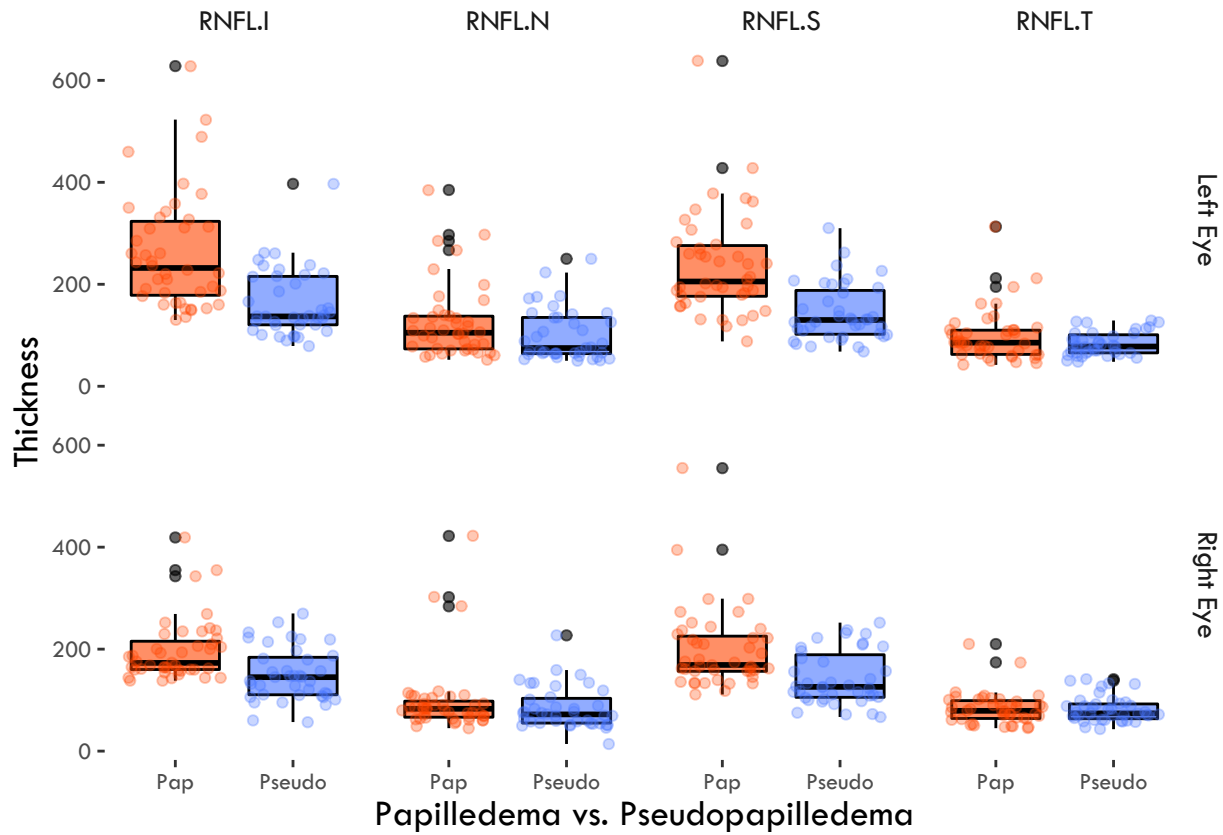 RNFL.I RNFL.N RNFL.S RNFL.T
600
400
200
0
Left Eye
Thickness
600
400
200
0
Right Eye
Pap Pseudo Pap Pseudo Pap Pseudo Pap Pseudo
Papilledema vs. Pseudopapilledema